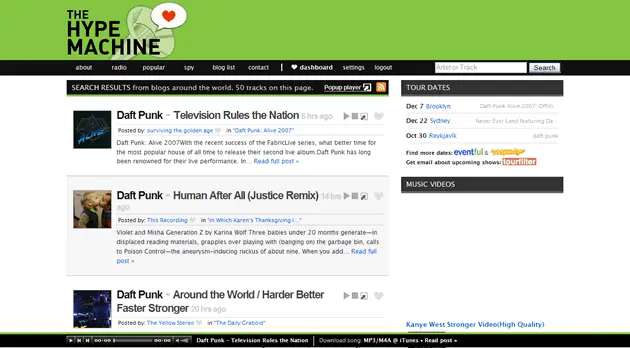 THE
HYPE
MACHINE
about radio popular spy blog list contact dashboard settings logout Artist or Track Search
SEARCH RESULTS from blogs around the world. 50 tracks on this page. Popup player
Daft Punk – Television Rules the Nation 6 hrs ago
Posted by: surviving the golden age in "Daft Punk: Alive 2007"
Daft Punk: Alive 2007With the recent success of the FabricLive series, what better time for
the most popular house of all time to release their second live album.Daft Punk has long
been renowned for their live performance. In... Read full post »
Daft Punk – Human After All (Justice Remix) 14 hrs
ago
Posted by: This Recording in "In Which Karen's Thanksgiving I..."
Violet and Misha Generation Z by Karina Wolf Three babies under 20 months generate—in
displaced reading materials, grapples over playing with (banging on) the garbage bin, calls
to Poison Control—the aneurysm-inducing ruckus of about nine. When you add... Read full
post »
Daft Punk – Around the World / Harder Better
Faster Stronger 20 hrs ago
Posted by: The Yellow Stereo in "The Daily Graboid"
TOUR DATES
Dec 7 Brooklyn Daft Punk Alive 2007: Offsi...
Dec 22 Sydney Never Ever Land featuring Da...
Oct 30 Reykjavík daft punk
Find more dates: eventful &
Get email about upcoming shows: tourfilter
MUSIC VIDEOS
Kanye West Stronger Video(High Quality)
Daft Punk – Television Rules the Nation Download song: MP3/M4A @ iTunes • Read post »